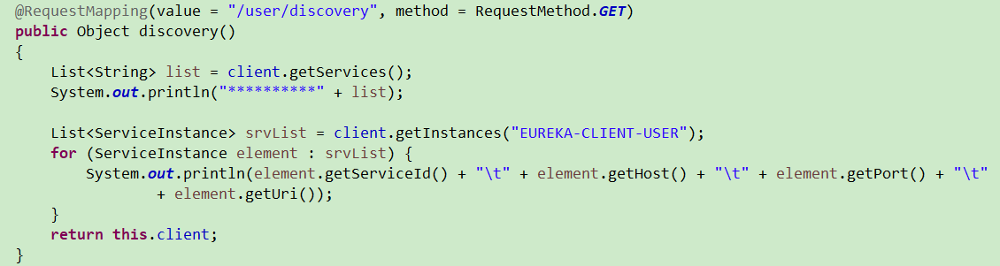 @RequestMapping(value = "/user/discovery", method = RequestMethod.GET)
public Object discovery()
{
    List<String> list = client.getServices();
    System.out.println("**********" + list);

    List<ServiceInstance> srvList = client.getInstances("EUREKA-CLIENT-USER");
    for (ServiceInstance element : srvList) {
        System.out.println(element.getServiceId() + "\t" + element.getHost() + "\t" + element.getPort() + "\t"
                + element.getUri());
    }
    return this.client;
}